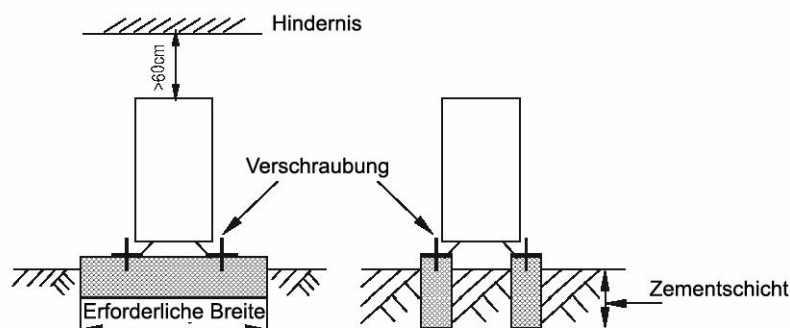 Hindernis
>60cm
Verschraubung
Zementschicht
Erforderliche Breite